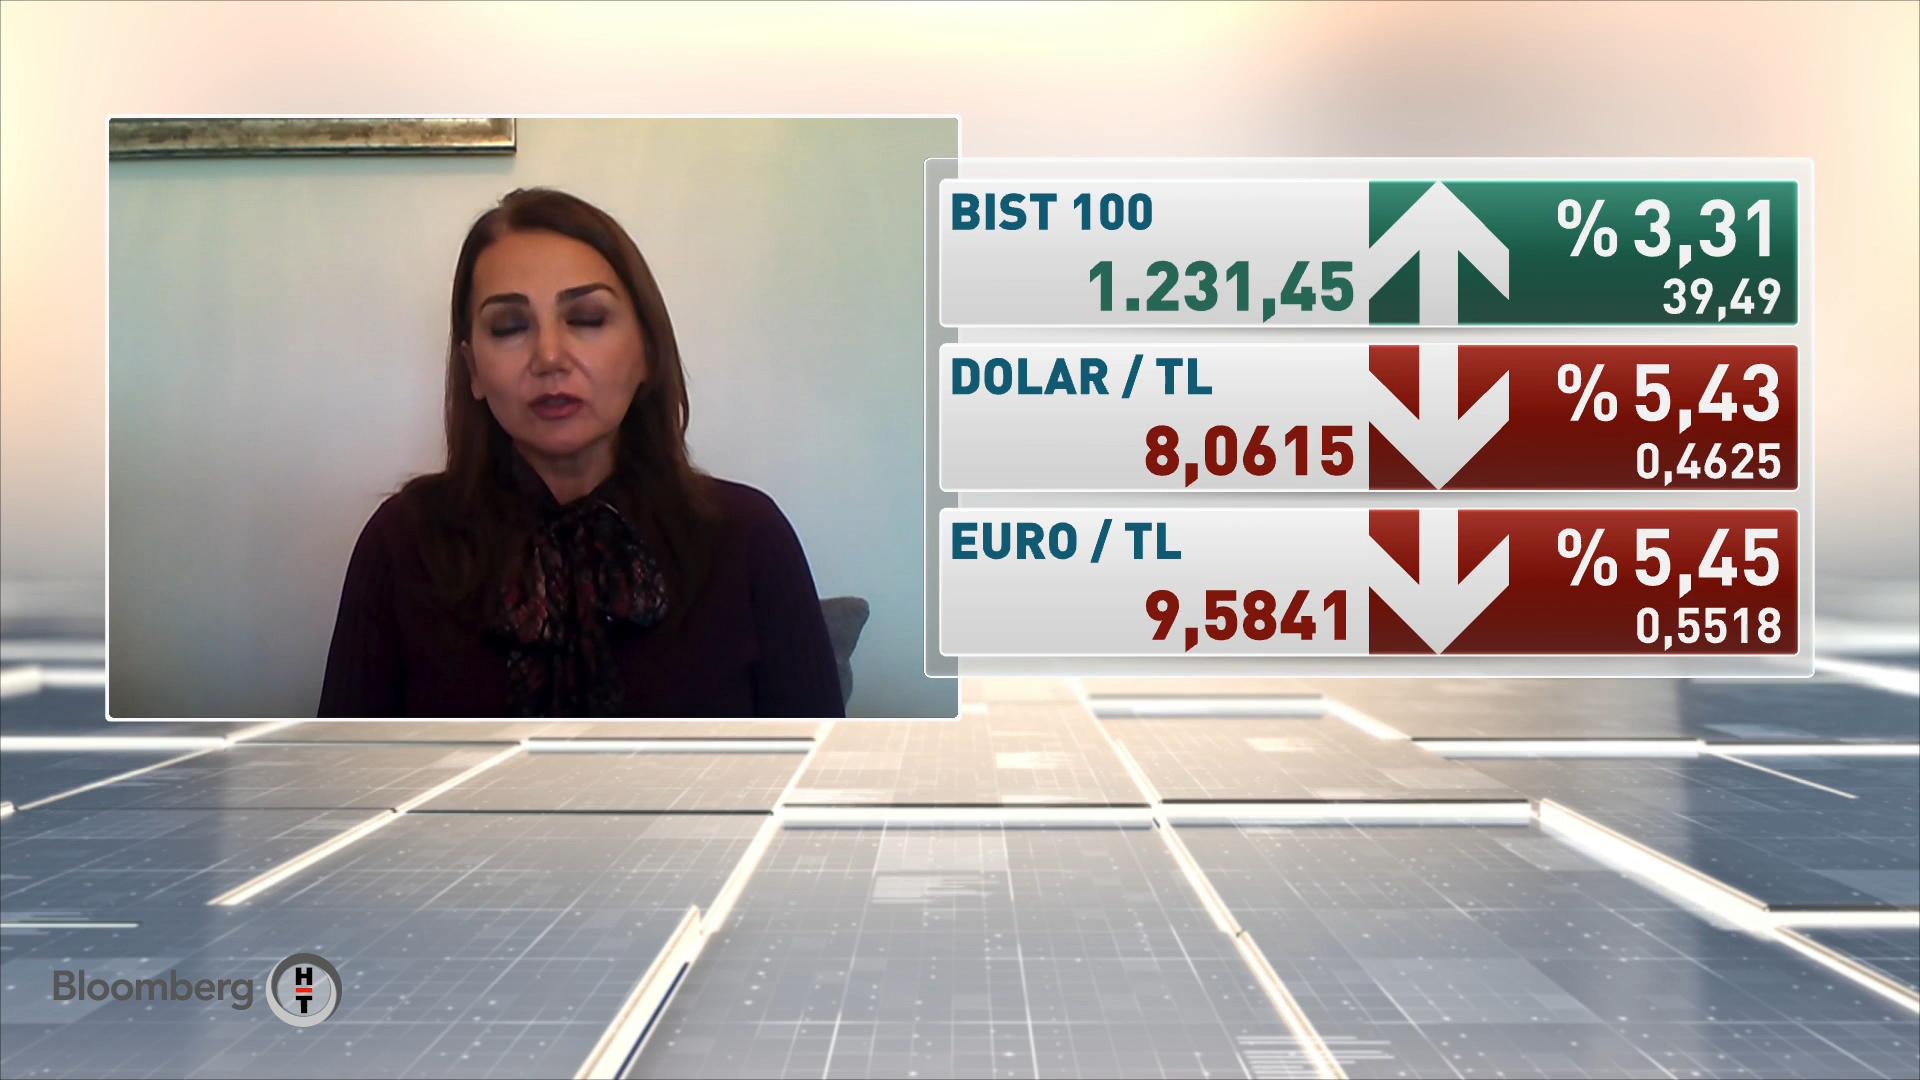 BIST 100
1.231,45
% 3,31
39,49
DOLAR / TL
8,0615
% 5,43
0,4625
EURO / TL
9,5841
% 5,45
0,5518
Bloomberg HT